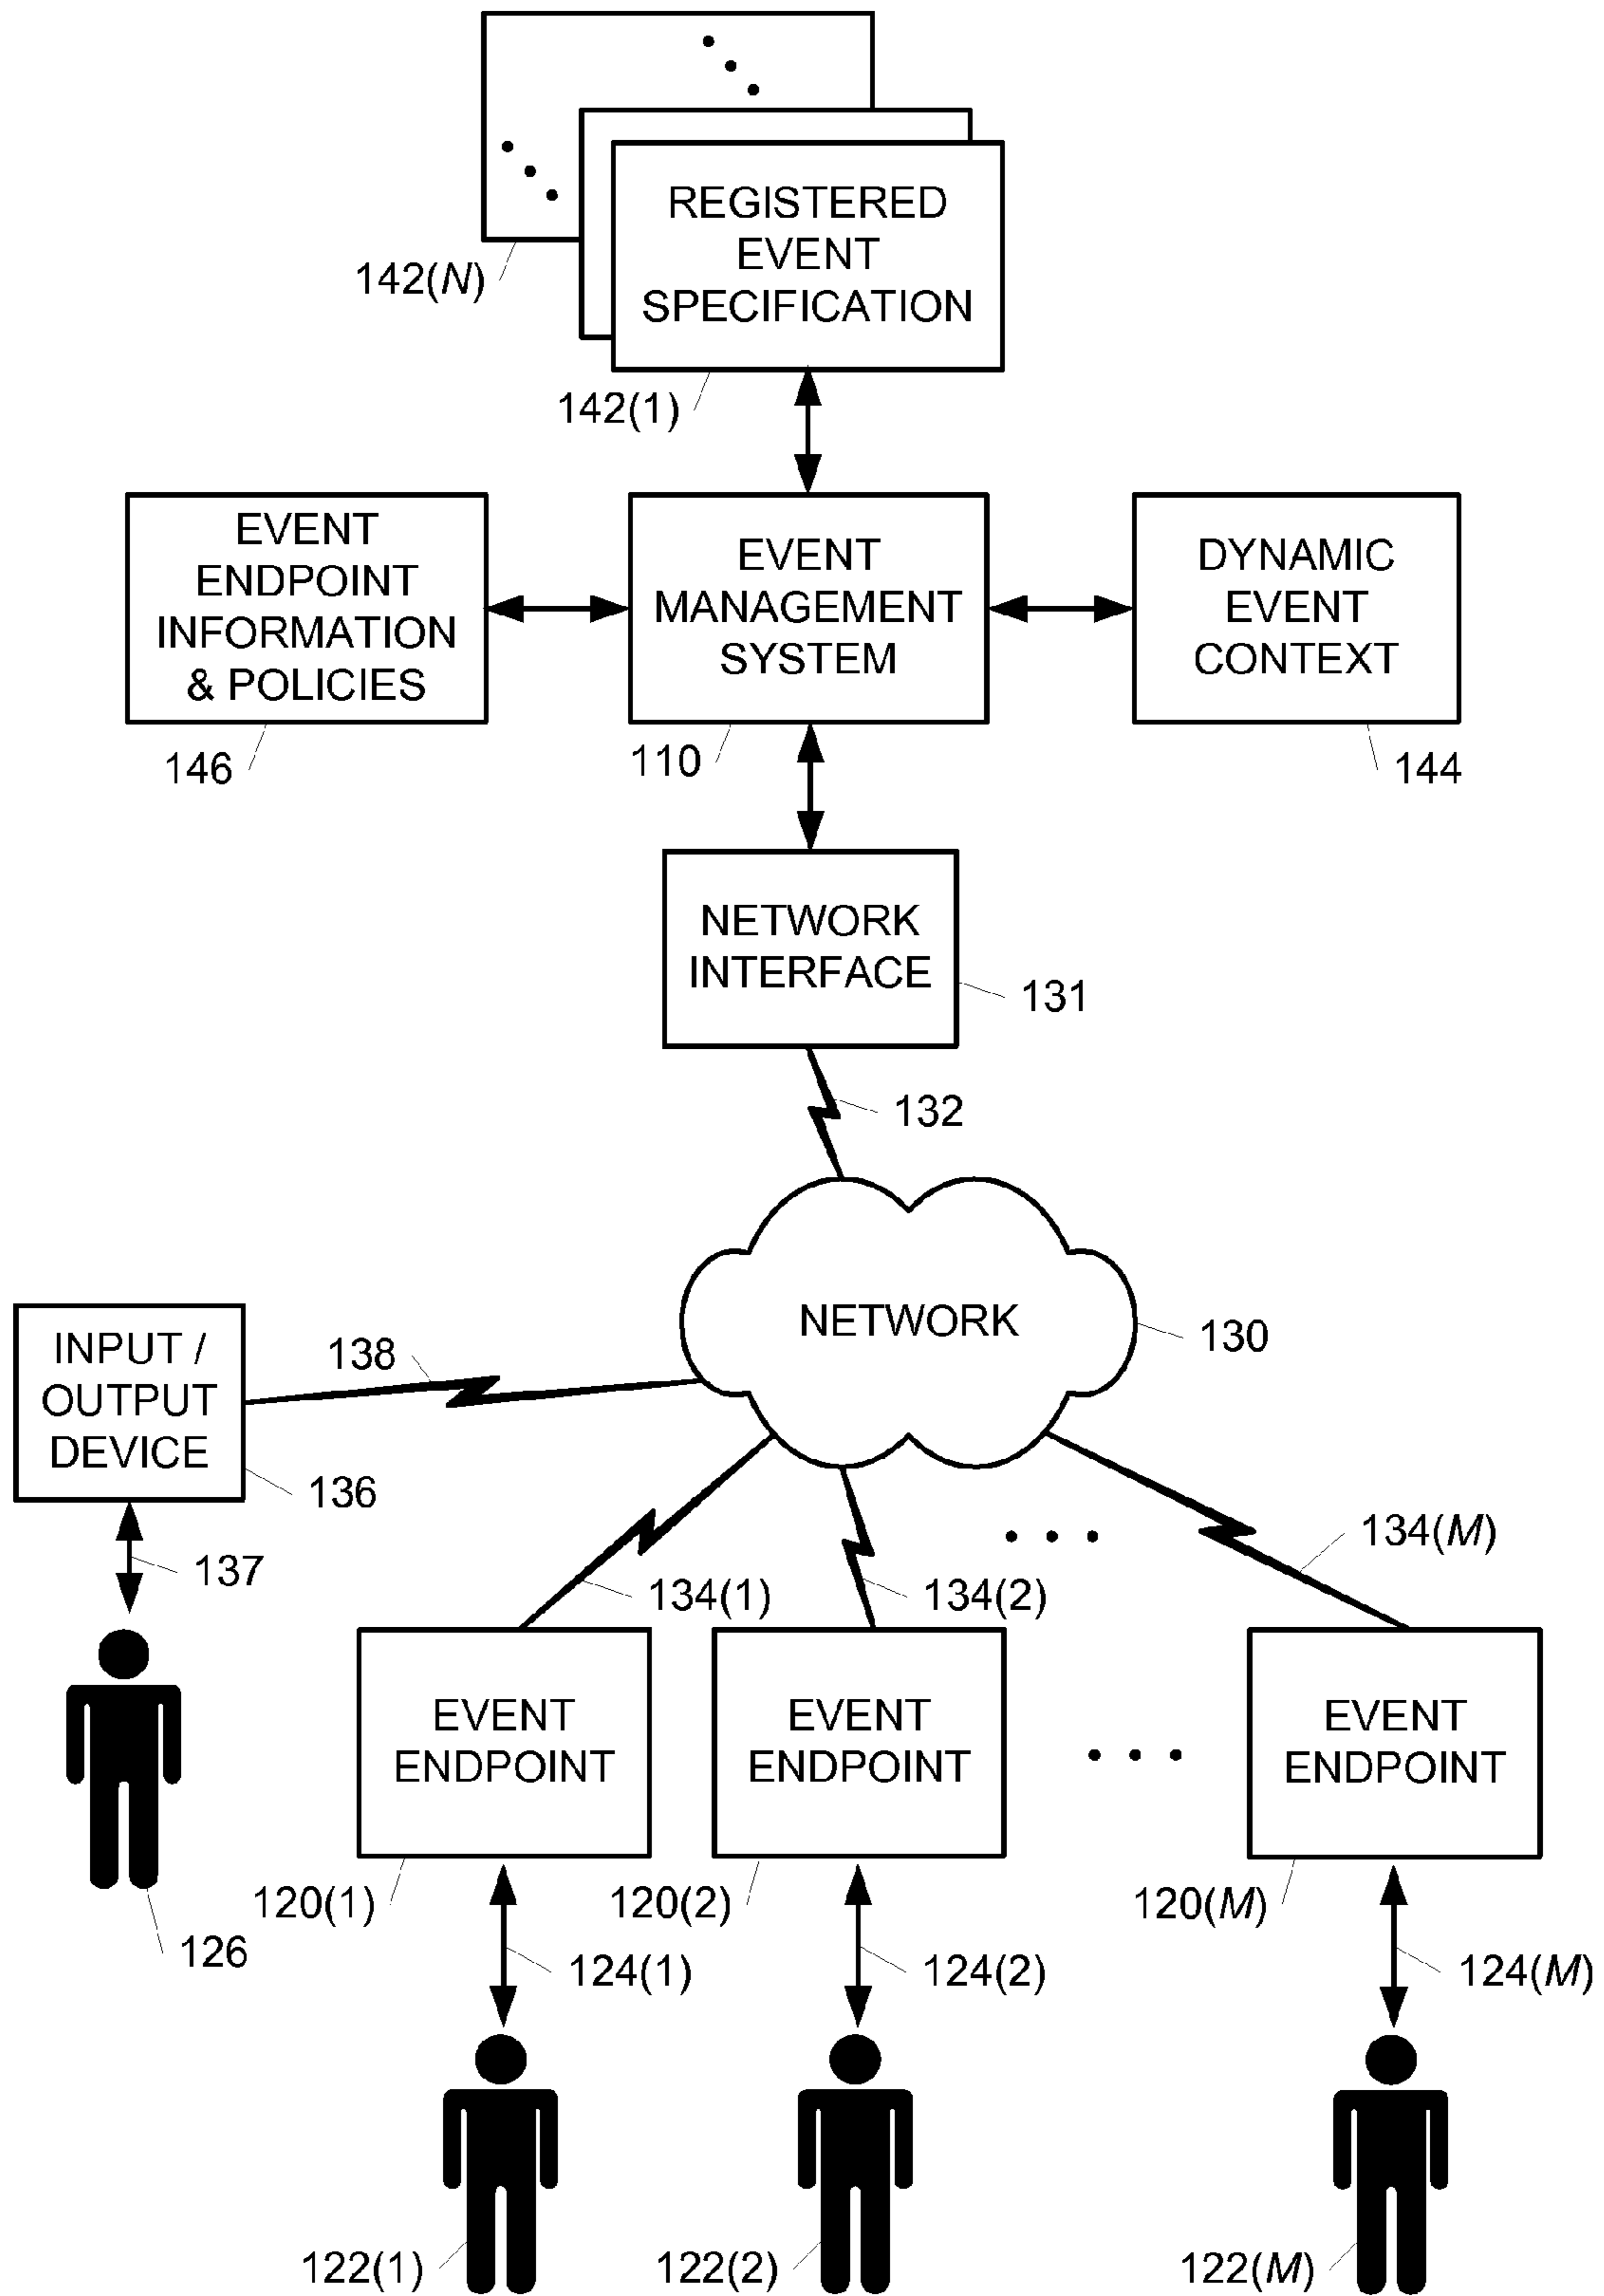 REGISTERED
EVENT
SPECIFICATION
142(N)
142(1)
EVENT
ENDPOINT
INFORMATION
& POLICIES
146
EVENT
MANAGEMENT
SYSTEM
110
DYNAMIC
EVENT
CONTEXT
144
NETWORK
INTERFACE
131
132
NETWORK
130
INPUT /
OUTPUT
DEVICE
138
136
137
126
134(1)
134(2)
134(M)
EVENT
ENDPOINT
EVENT
ENDPOINT
EVENT
ENDPOINT
120(1)
120(2)
120(M)
124(1)
124(2)
124(M)
122(1)
122(2)
122(M)